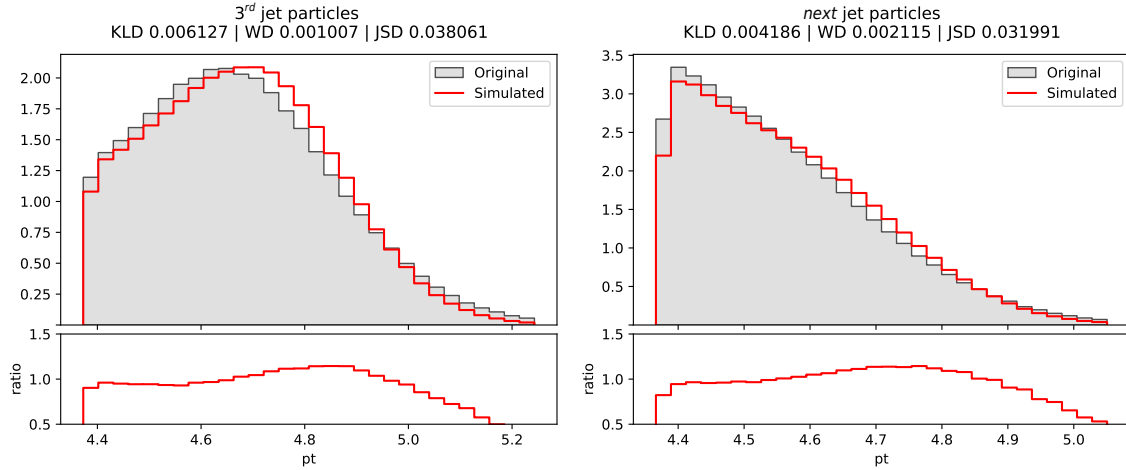 3rd jet particles
KLD 0.006127 | WD 0.001007 | JSD 0.038061
2.00
1.75
1.50
1.25
1.00
0.75
0.50
0.25
Original
Simulated
1.5
1.0
0.5
ratio
4.4 4.6 4.8 5.0 5.2
pt
next jet particles
KLD 0.004186 | WD 0.002115 | JSD 0.031991
3.5
3.0
2.5
2.0
1.5
1.0
0.5
Original
Simulated
1.5
1.0
0.5
ratio
4.4 4.5 4.6 4.7 4.8 4.9 5.0
pt